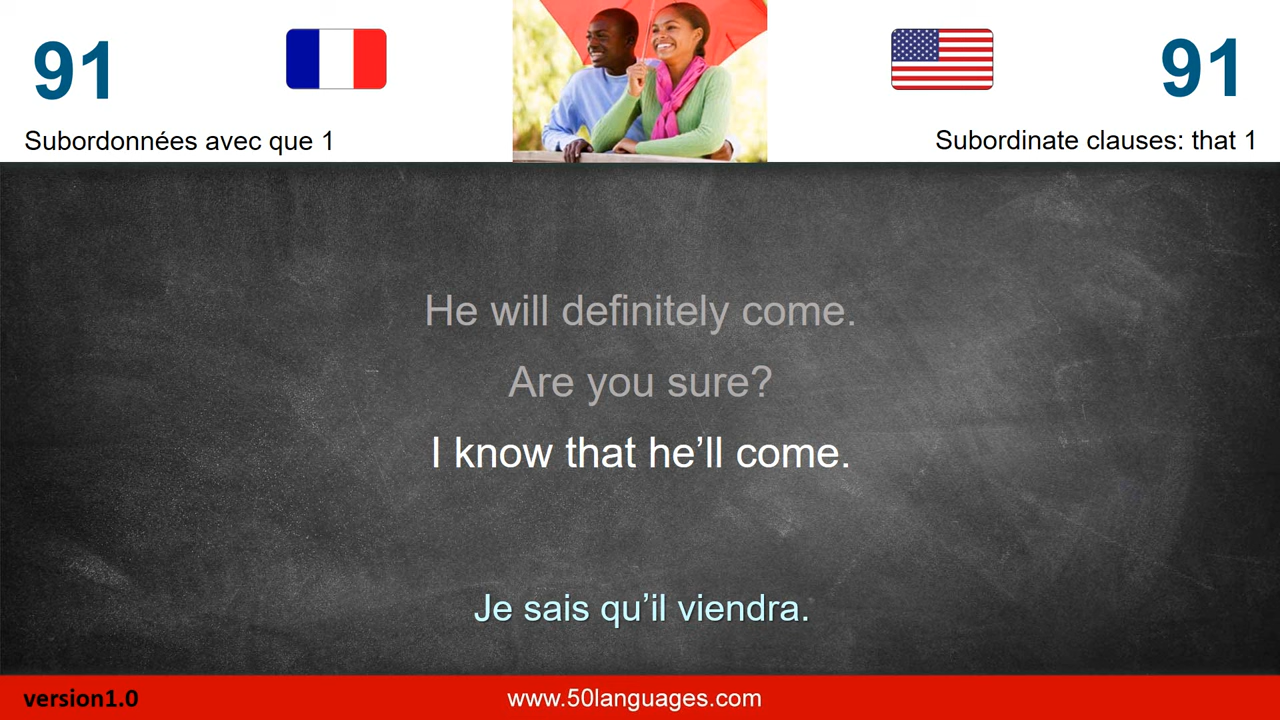 91
91
Subordonnées avec que 1
Subordinate clauses: that 1
He will definitely come.
Are you sure?
I know that he’ll come.
Je sais qu’il viendra.
version1.0
www.50languages.com